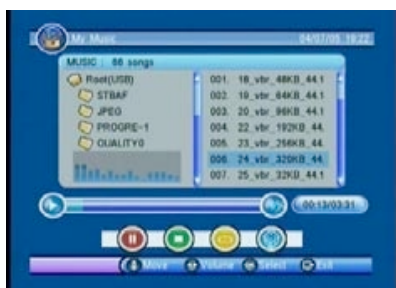 My Music 04/07/05 19:22
MUSIC : 66 songs
Root(USB)
STBAF
JPEG
PROGRE~1
QUALITY0
001. 18_vbr_48KB_44.1
002. 19_vbr_64KB_44.1
003. 20_vbr_96KB_44.1
004. 22_vbr_192KB_44.
005. 23_vbr_256KB_44.
006. 24_vbr_320KB_44.
007. 25_vbr_32KB_44.1
00:13/03:31
Move Volume Select Exit